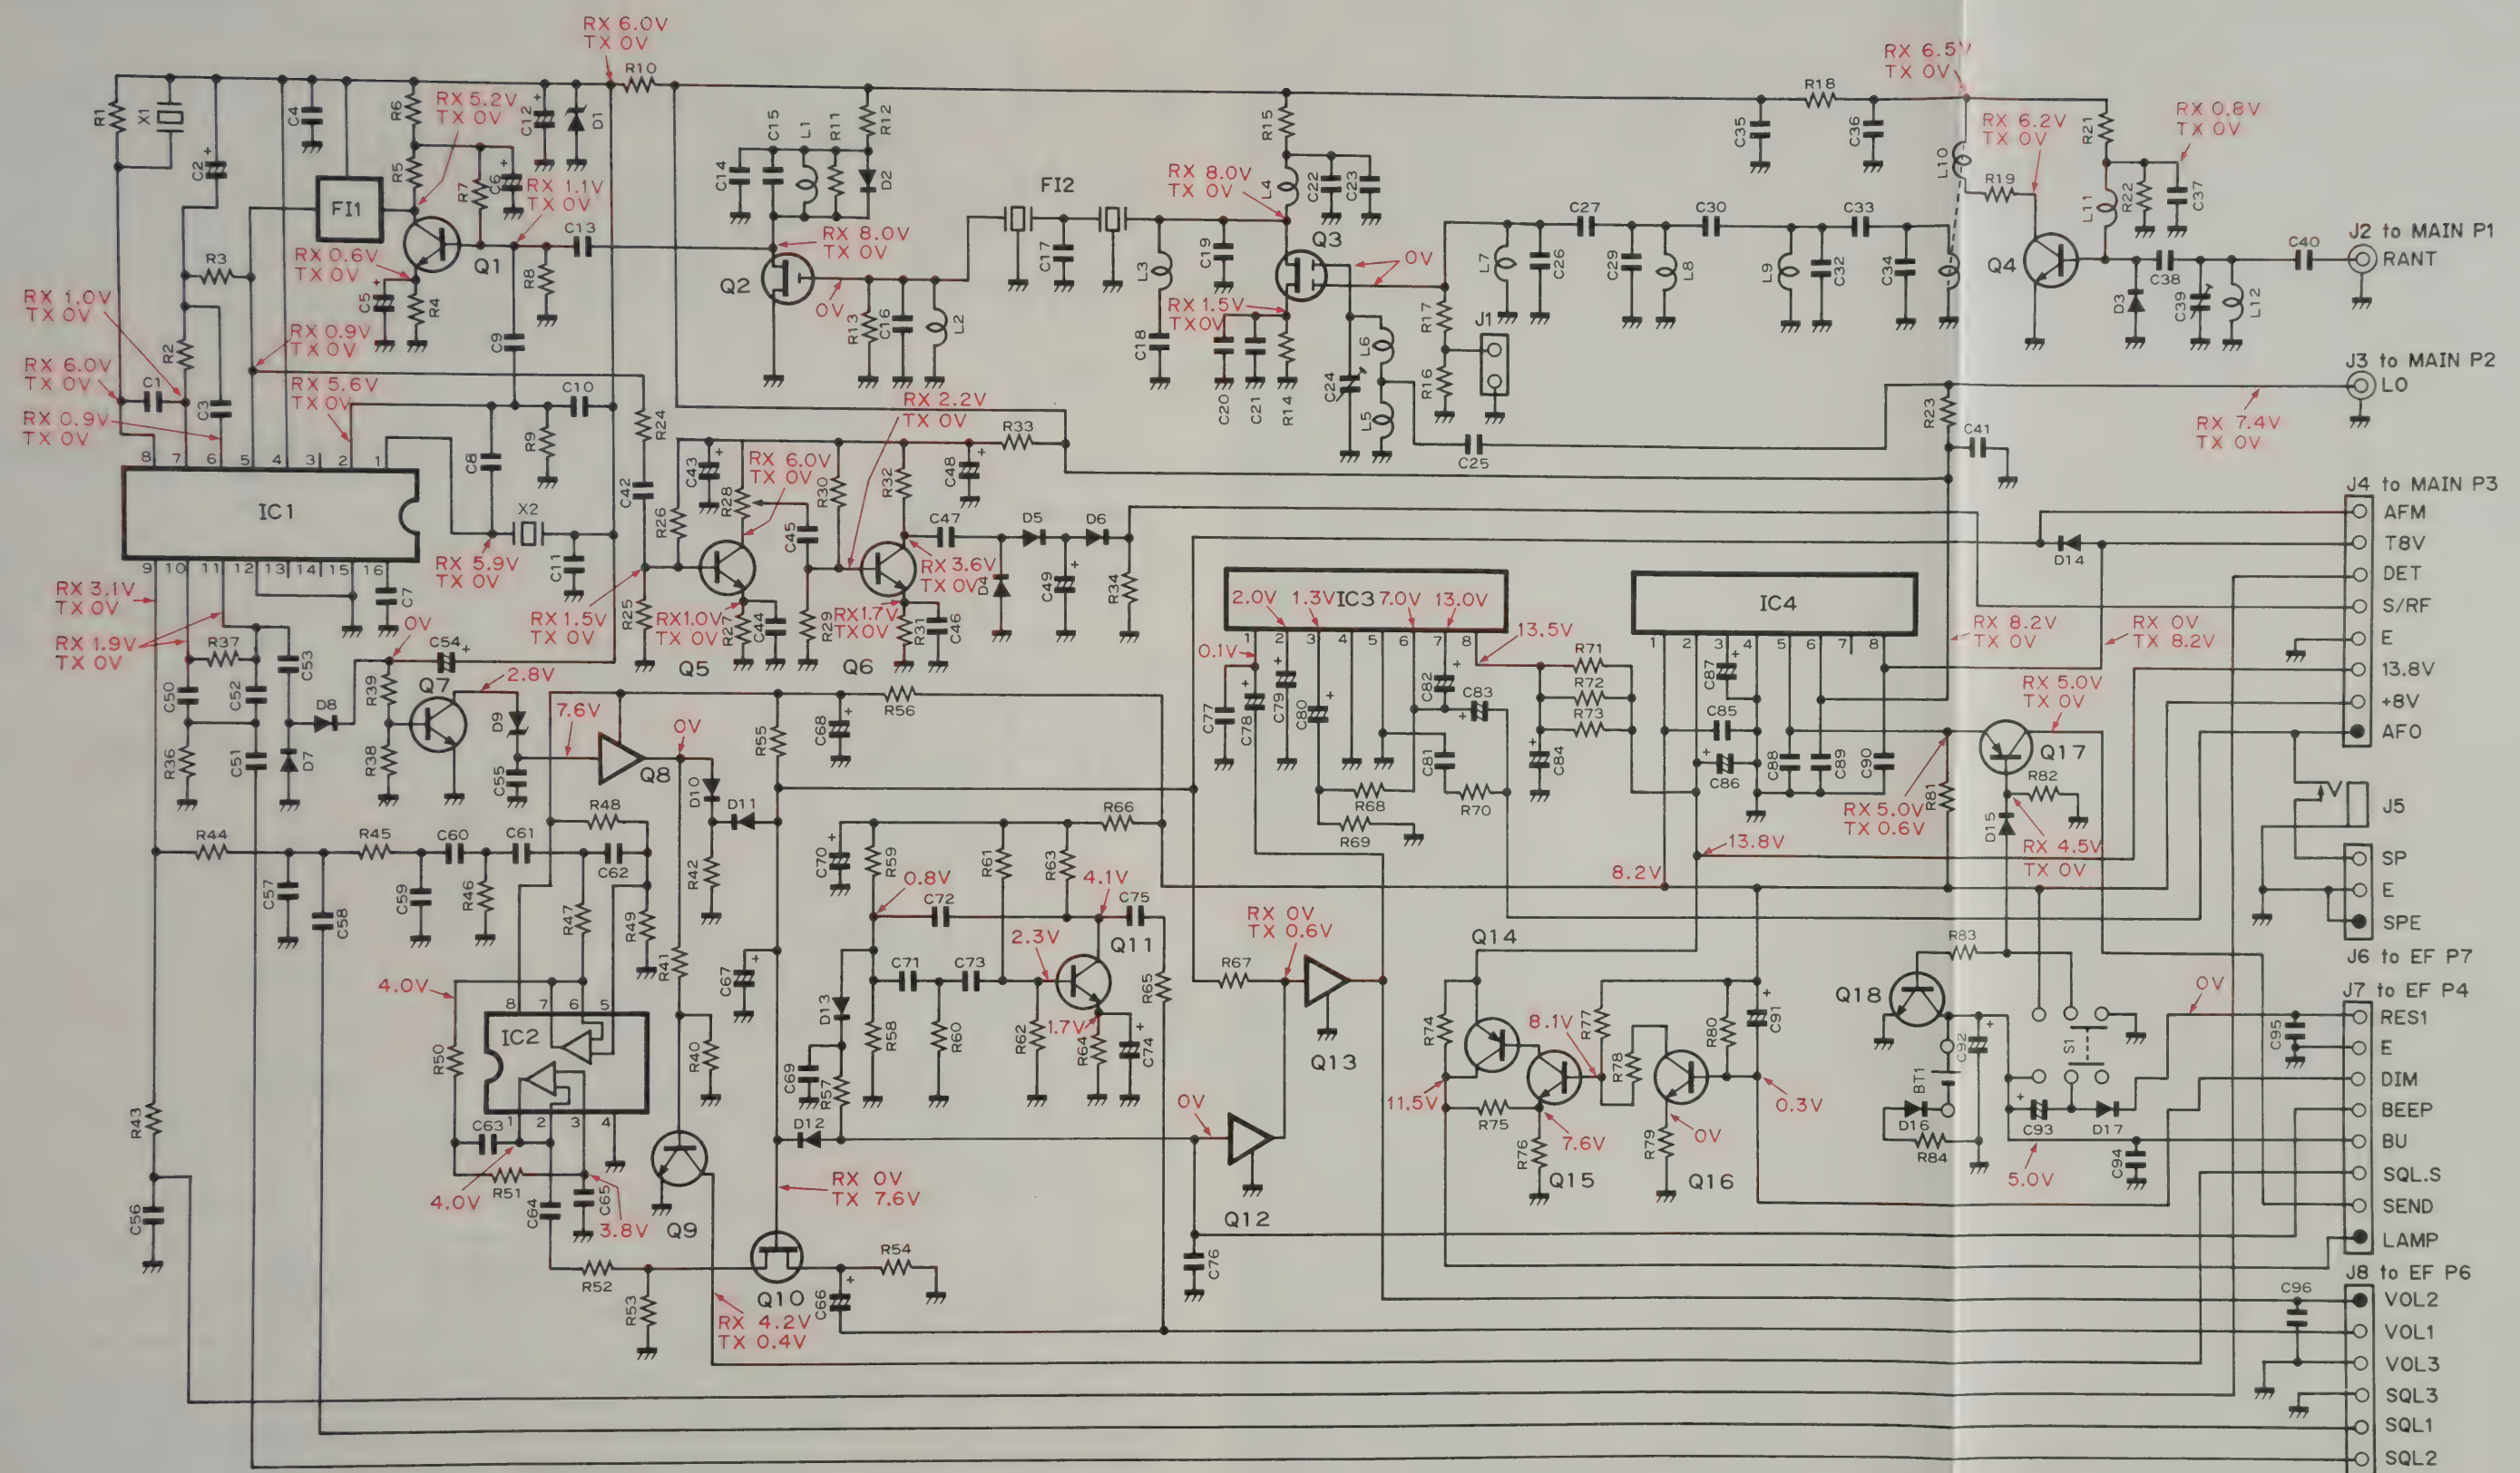 RX 6.0V
TX 0V
R10
R1
X1
C2
C4
R6
RX 5.2V
TX 0V
C12
D1
R5
R7
C6
RX 1.1V
TX 0V
FI1
C13
Q1
R8
RX 0.6V
TX 0V
C5
R4
C9
R3
RX 1.0V
TX 0V
RX 0.9V
TX 0V
R2
RX 6.0V
TX 0V
C1
C3
RX 5.6V
TX 0V
RX 0.9V
TX 0V
C10
R9
C8
R24
8 7 6 5 4 3 2 1
IC1
X2
C11
C42
RX 5.9V
TX 0V
9 10 11 12 13 14 15 16
C7
RX 3.1V
TX 0V
RX 1.9V
TX 0V
C14
C15
L1
R11
R12
D2
RX 8.0V
TX 0V
Q2
0V
R13
C16
L2
FI2
C17
L3
C18
C19
R15
L4
C22
C23
RX 8.0V
TX 0V
Q3
0V
RX 1.5V
TX 0V
C20
C21
R14
C24
L6
L5
R17
R16
J1
C25
L7
C26
C27
C29
L8
C30
L9
C32
C33
C34
C35
R18
C36
RX 6.5V
TX 0V
L10
RX 6.2V
TX 0V
R19
Q4
R21
L11
R22
C37
RX 0.8V
TX 0V
D3
C38
C39
L12
C40
J2 to MAIN P1
RANT
J3 to MAIN P2
LO
RX 7.4V
TX 0V
R23
C41
RX 2.2V
TX 0V
R33
C43
R28
RX 6.0V
TX 0V
R30
R32
C48
R26
C45
C47
D5
D6
RX 3.6V
TX 0V
D4
C49
R34
RX 1.5V
TX 0V
R25
RX1.0V
TX 0V
R27
C44
Q5
R29
RX1.7V
TX 0V
R31
C46
Q6
R37
C50
C52
C53
0V
C54
R39
Q7
2.8V
D8
D9
7.6V
R36
C51
D7
R38
C55
Q8
0V
D10
D11
R55
C68
R56
R44
R45
C60
C61
R48
C62
R42
C57
C58
C59
R46
R47
R49
R41
C67
4.0V
8 7 6 5
IC2
R50
1 2 3 4
R40
C63
R51
4.0V
C64
C65
3.8V
Q9
R43
C56
R52
R53
Q10
RX 4.2V
TX 0.4V
C66
R54
RX 0V
TX 7.6V
D12
R57
C69
D13
R58
C70
R59
0.8V
C72
R61
R63
R66
4.1V
C75
Q11
2.3V
C71
C73
R60
R62
1.7V
R64
C74
R65
R67
RX 0V
TX 0.6V
Q13
0V
Q12
C76
2.0V 1.3V IC3 7.0V 13.0V
1 2 3 4 5 6 7 8
13.5V
0.1V
C77
C78
C79
C80
C82
C83
C81
R68
R69
R70
R71
R72
R73
C84
IC4
1 2 3 4 5 6 7 8
C87
C85
C86
C88
C89
C90
D14
RX 8.2V
TX 0V
RX 0V
TX 8.2V
RX 5.0V
TX 0V
Q17
R82
R81
RX 5.0V
TX 0.6V
D15
RX 4.5V
TX 0V
13.8V
8.2V
Q14
R74
8.1V
R77
R78
R80
C91
11.5V
R75
R76
7.6V
Q15
R79
0V
Q16
0.3V
R83
Q18
C92
BT1
D16
R84
S1
C93
D17
5.0V
C94
C95
0V
J4 to MAIN P3
AFM
T8V
DET
S/RF
E
13.8V
+8V
AFO
J5
SP
E
SPE
J6 to EF P7
J7 to EF P4
RES1
E
DIM
BEEP
BU
SQL.S
SEND
LAMP
J8 to EF P6
C96
VOL2
VOL1
VOL3
SQL3
SQL1
SQL2